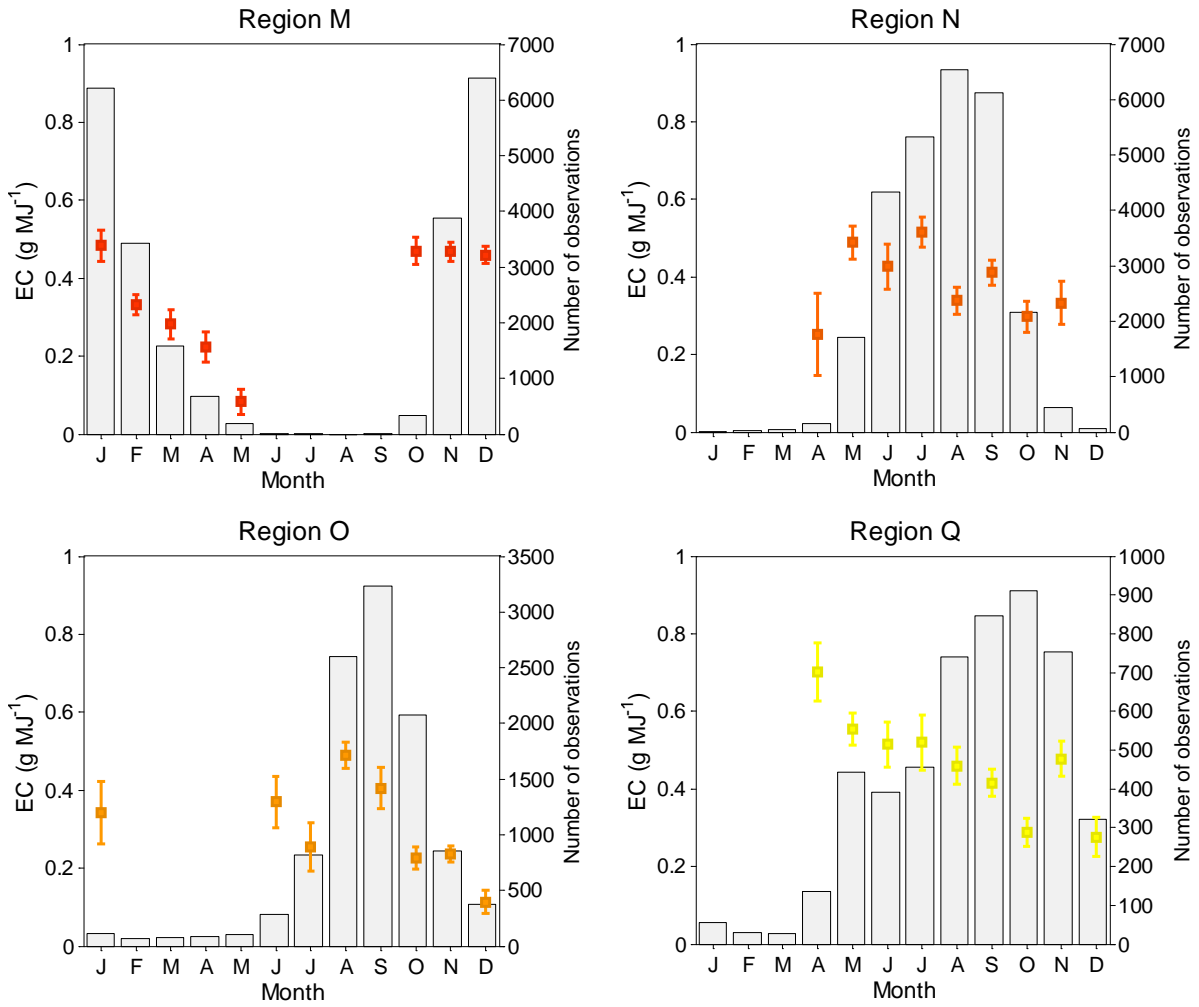 Region M
1
0.8
0.6
0.4
0.2
0
EC (g MJ⁻¹)
7000
6000
5000
4000
3000
2000
1000
0
Number of observations
J F M A M J J A S O N D
Month
Region N
1
0.8
0.6
0.4
0.2
0
EC (g MJ⁻¹)
7000
6000
5000
4000
3000
2000
1000
0
Number of observations
J F M A M J J A S O N D
Month
Region O
1
0.8
0.6
0.4
0.2
0
EC (g MJ⁻¹)
3500
3000
2500
2000
1500
1000
500
0
Number of observations
J F M A M J J A S O N D
Month
Region Q
1
0.8
0.6
0.4
0.2
0
EC (g MJ⁻¹)
1000
900
800
700
600
500
400
300
200
100
0
Number of observations
J F M A M J J A S O N D
Month